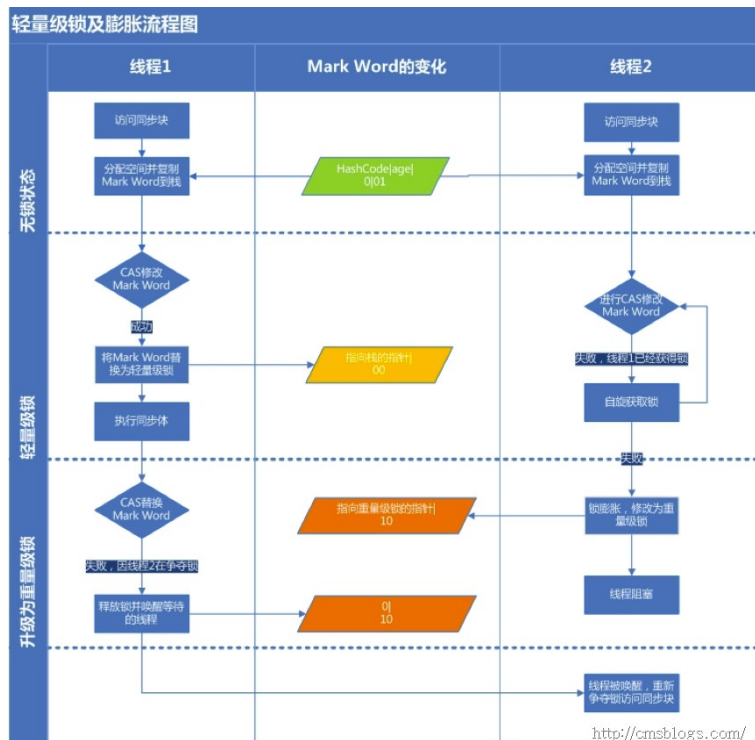 轻量级锁及膨胀流程图
线程1
Mark Word的变化
线程2
无锁状态
访问同步块
访问同步块
分配空间并复制
Mark Word到栈
HashCode|age|
0|01
分配空间并复制
Mark Word到栈
轻量级锁
CAS修改
Mark Word
进行CAS修改
Mark Word
成功
将Mark Word替
换为轻量级锁
指向栈的指针|
00
失败，线程1已经获得锁
执行同步体
自旋获取锁
失败
升级为重量级锁
CAS替换
Mark Word
指向重量级锁的指针|
10
锁膨胀，修改为重
量级锁
失败，因线程2在争夺锁
释放锁并唤醒等待
的线程
0|
10
线程阻塞
线程被唤醒，重新
争夺锁访问同步块
http://cmsblogs.com/